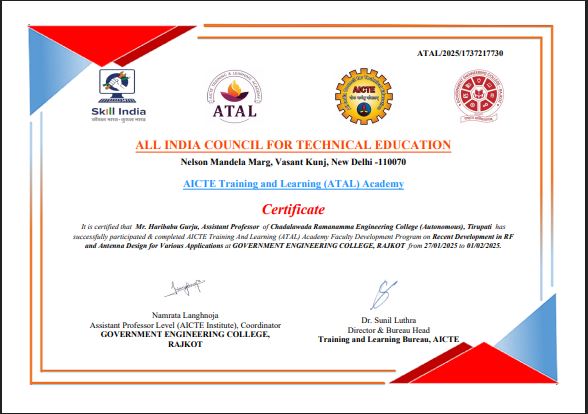 ATAL/2025/1737217730
Skill India
कौशल भारत - कुशल भारत
ATAL
AICTE
ALL INDIA COUNCIL FOR TECHNICAL EDUCATION
Nelson Mandela Marg, Vasant Kunj, New Delhi -110070
AICTE Training and Learning (ATAL) Academy
Certificate
It is certified that Mr. Haribabu Gurju, Assistant Professor of Chadalawada Ramanamma Engineering College (Autonomous), Tirupati has
successfully participated & completed AICTE Training And Learning (ATAL) Academy Faculty Development Program on Recent Development in RF
and Antenna Design for Various Applications at GOVERNMENT ENGINEERING COLLEGE, RAJKOT from 27/01/2025 to 01/02/2025.
Namrata Langhnoja
Assistant Professor Level (AICTE Institute), Coordinator
GOVERNMENT ENGINEERING COLLEGE,
RAJKOT
Dr. Sunil Luthra
Director & Bureau Head
Training and Learning Bureau, AICTE